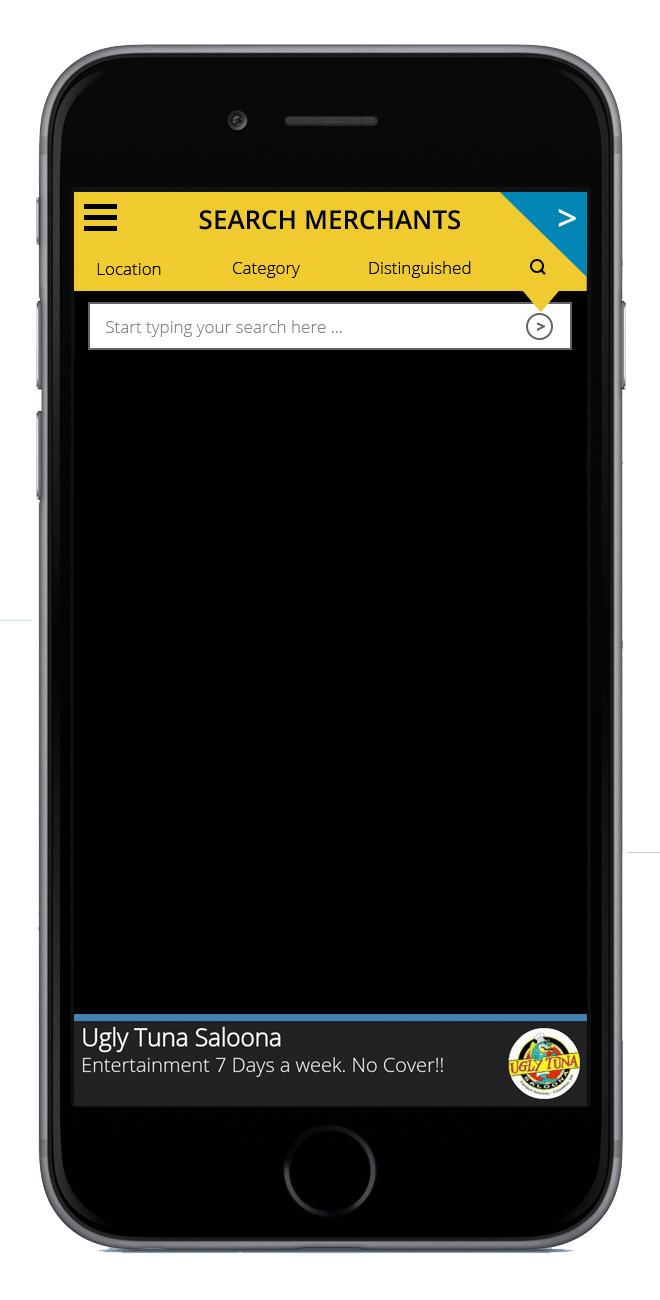 SEARCH MERCHANTS
>
Location Category Distinguished
Start typing your search here ... >
Ugly Tuna Saloona
Entertainment 7 Days a week. No Cover!!
UGLY TUNA
SALOONA